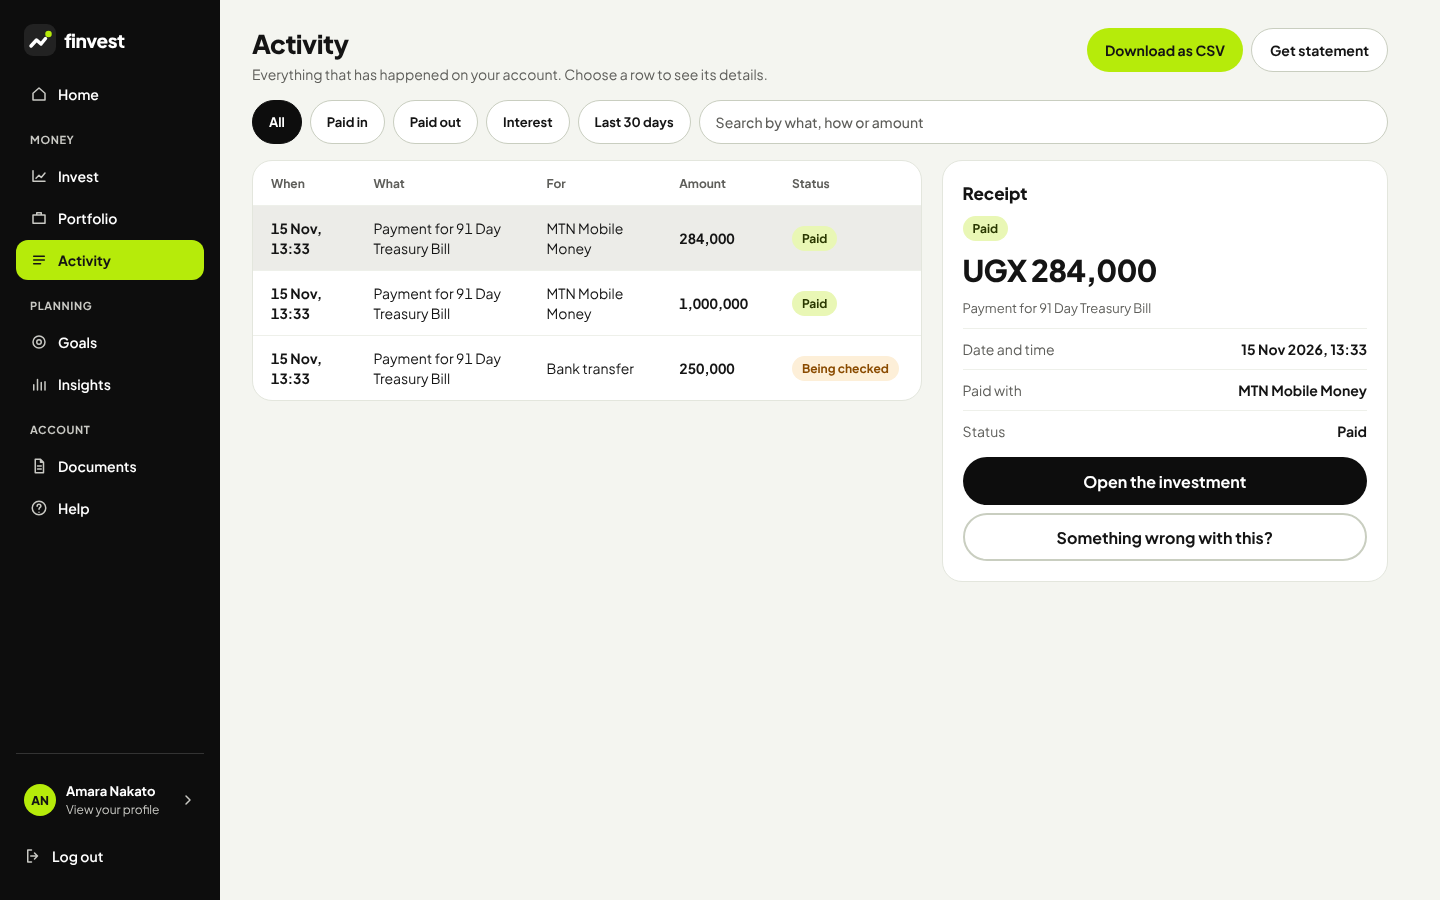 finvest
Home
MONEY
Invest
Portfolio
Activity
PLANNING
Goals
Insights
ACCOUNT
Documents
Help
AN
Amara Nakato
View your profile
Log out
Activity
Everything that has happened on your account. Choose a row to see its details.
Download as CSV
Get statement
All
Paid in
Paid out
Interest
Last 30 days
Search by what, how or amount
When What For Amount Status
15 Nov, 13:33 Payment for 91 Day Treasury Bill MTN Mobile Money 284,000 Paid
15 Nov, 13:33 Payment for 91 Day Treasury Bill MTN Mobile Money 1,000,000 Paid
15 Nov, 13:33 Payment for 91 Day Treasury Bill Bank transfer 250,000 Being checked
Receipt
Paid
UGX 284,000
Payment for 91 Day Treasury Bill
Date and time 15 Nov 2026, 13:33
Paid with MTN Mobile Money
Status Paid
Open the investment
Something wrong with this?